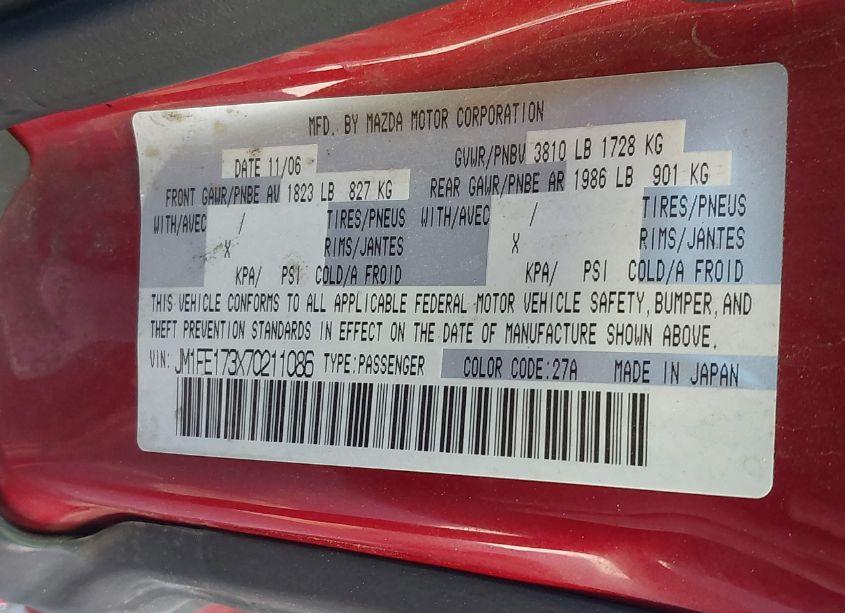 MFD. BY MAZDA MOTOR CORPORATION
DATE 11/06 GVWR/PNBV 3810 LB 1728 KG
FRONT GAWR/PNBE AV 1823 LB 827 KG REAR GAWR/PNBE AR 1986 LB 901 KG
WITH/AVEC / TIRES/PNEUS WITH/AVEC / TIRES/PNEUS
X RIMS/JANTES X RIMS/JANTES
KPA/ PSI COLD/A FROID KPA/ PSI COLD/A FROID
THIS VEHICLE CONFORMS TO ALL APPLICABLE FEDERAL MOTOR VEHICLE SAFETY, BUMPER, AND
THEFT PREVENTION STANDARDS IN EFFECT ON THE DATE OF MANUFACTURE SHOWN ABOVE.
VIN: JM1FE173X70211086 TYPE:PASSENGER COLOR CODE:27A MADE IN JAPAN